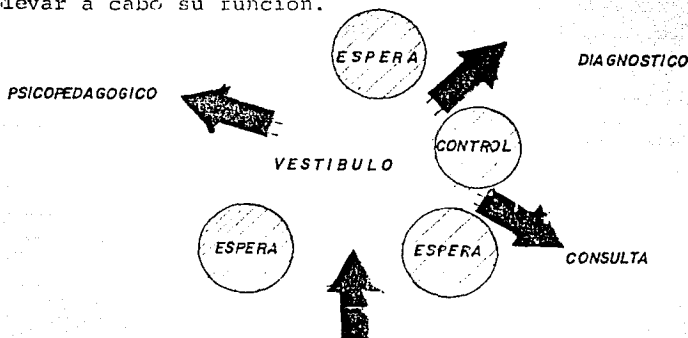 llevar a cabo su función.
ESPERA
DIAGNOSTICO
PSICOPEDAGOGICO
CONTROL
VESTIBULO
ESPERA
ESPERA
CONSULTA